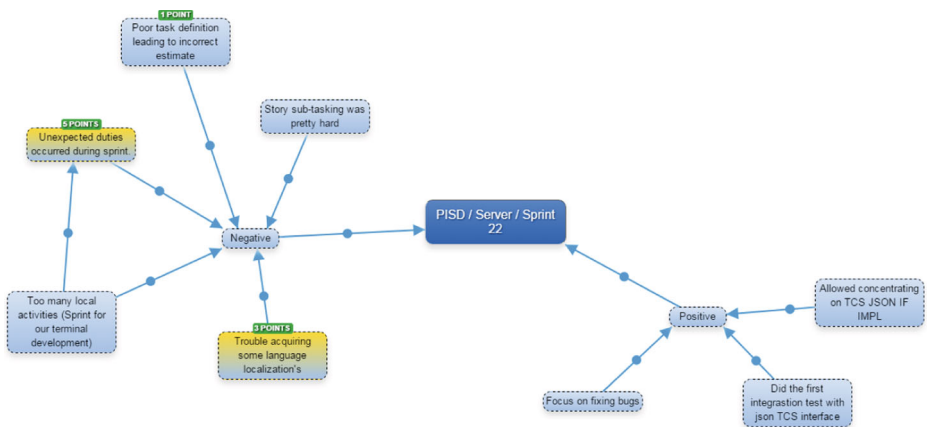 1 POINT
Poor task definition
leading to incorrect
estimate
Story sub-tasking was
pretty hard
5 POINTS
Unexpected duties
occurred during sprint.
PISD / Server / Sprint
22
Negative
Too many local
activities (Sprint for
our terminal
development)
3 POINTS
Trouble acquiring
some language
localization's
Allowed concentrating
on TCS JSON IF
IMPL
Positive
Focus on fixing bugs
Did the first
integrastion test with
json TCS interface